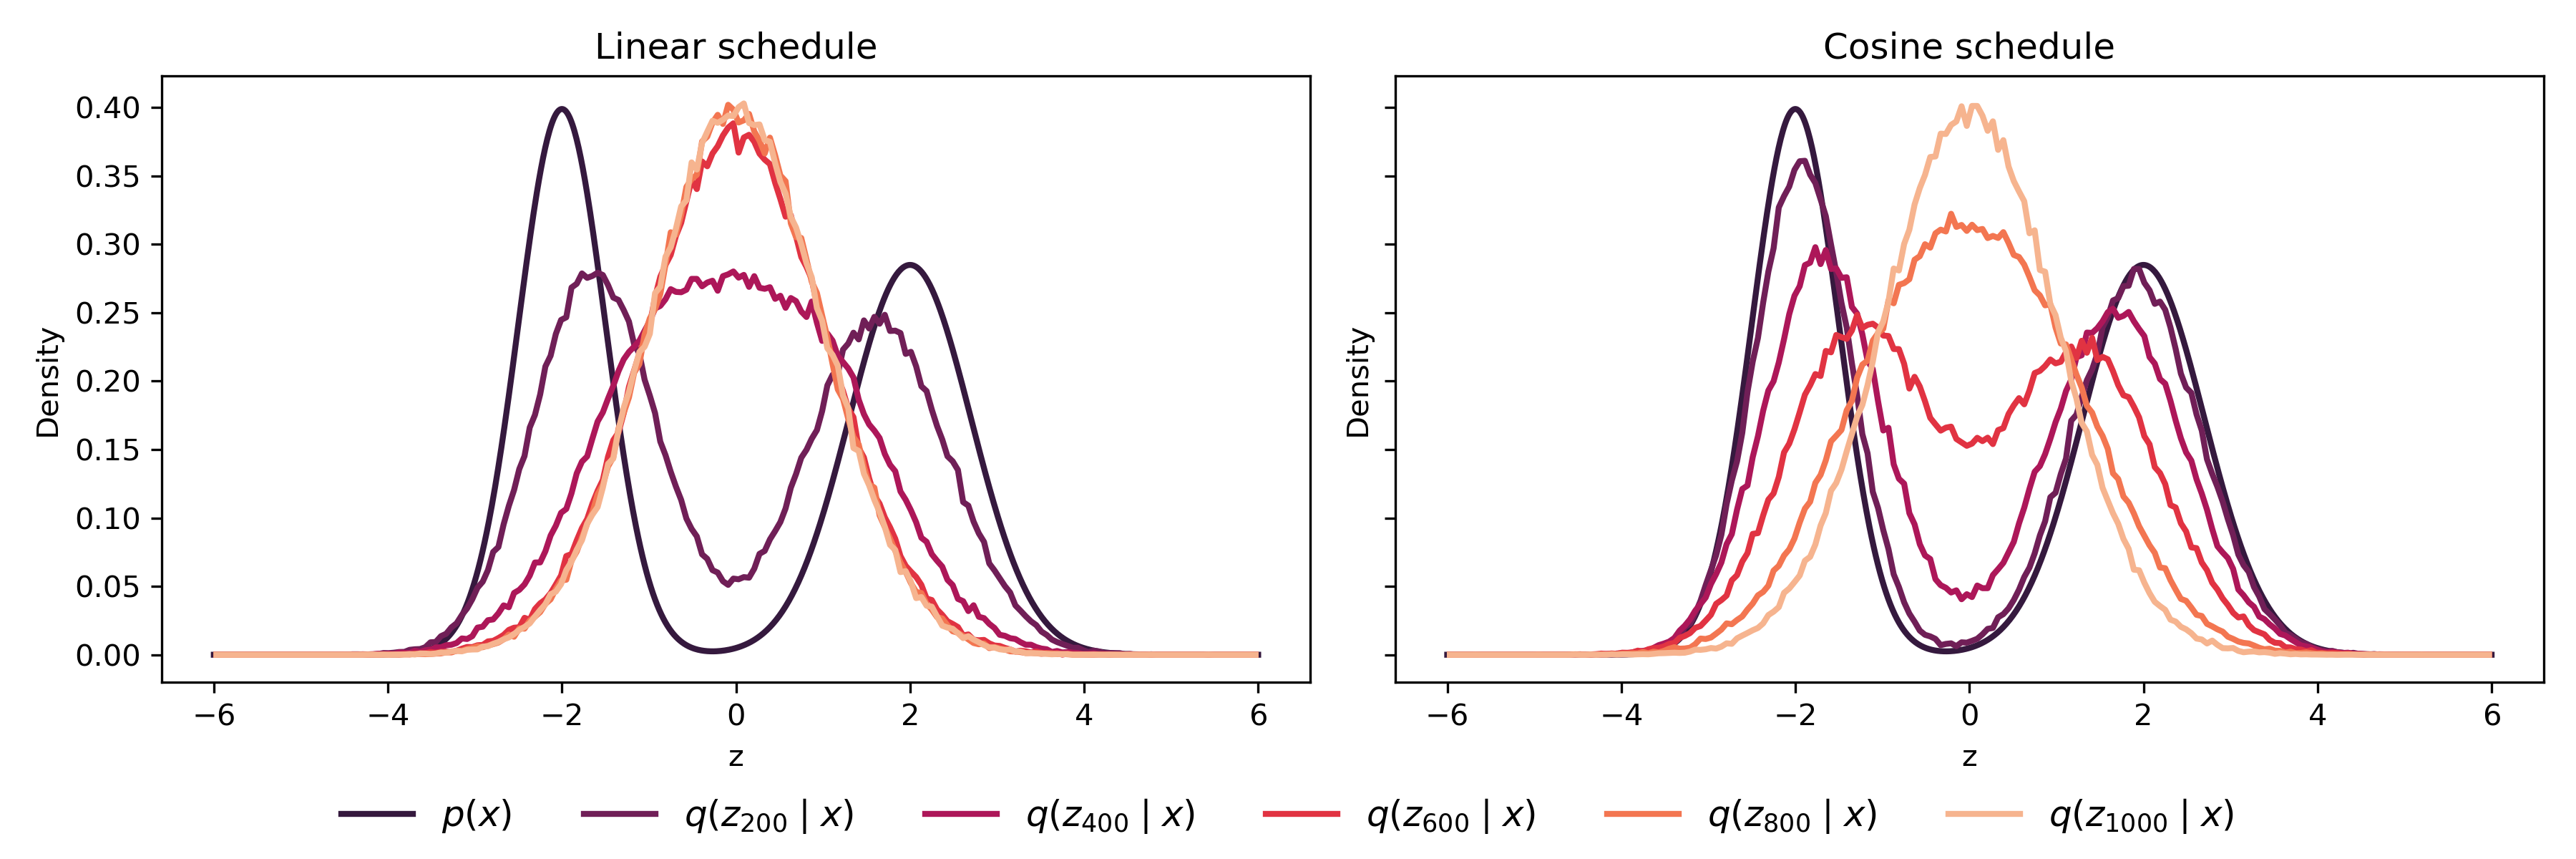 Linear schedule
Cosine schedule
0.40
0.35
0.30
0.25
0.20
0.15
0.10
0.05
0.00
Density
Density
−6 −4 −2 0 2 4 6
−6 −4 −2 0 2 4 6
z
z
p(x) q(z₂₀₀ | x) q(z₄₀₀ | x) q(z₆₀₀ | x) q(z₈₀₀ | x) q(z₁₀₀₀ | x)